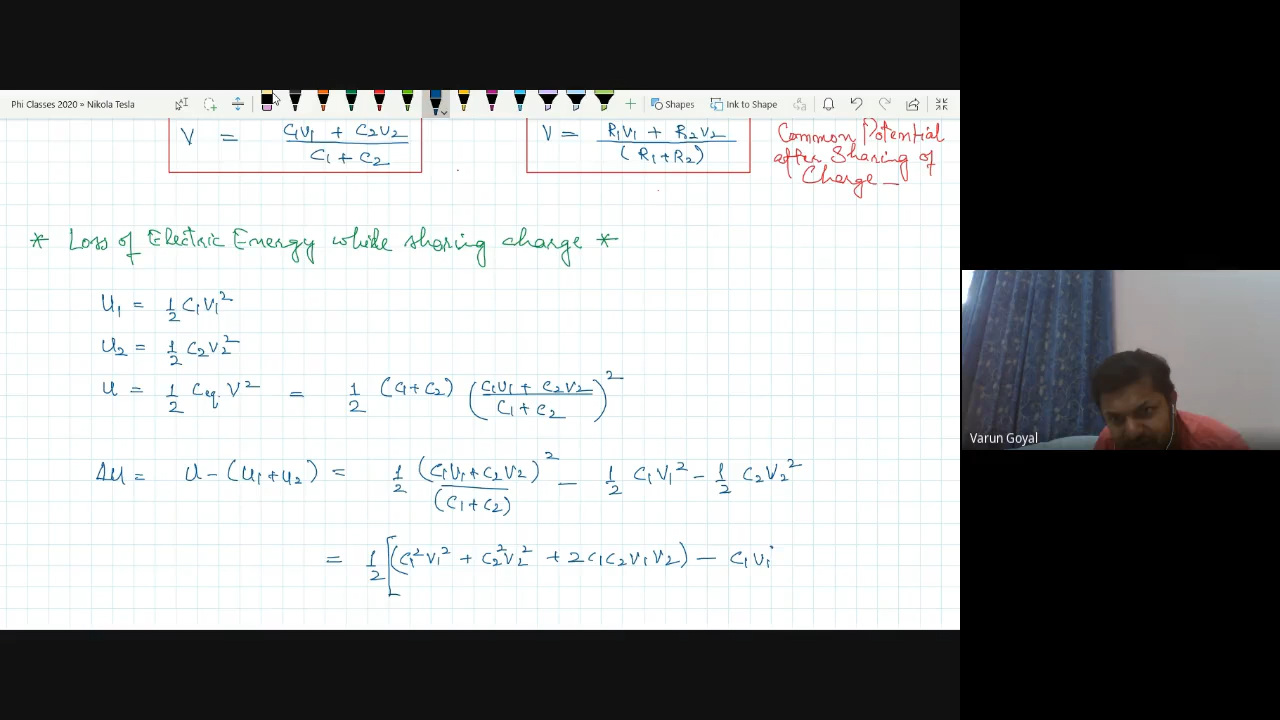 Phi Classes 2020 » Nikola Tesla
Shapes
Ink to Shape
V = C₁V₁ + C₂V₂ / C₁ + C₂
V = R₁V₁ + R₂V₂ / (R₁+R₂)
Common Potential
after Sharing of
Charge _
* Loss of Electric Energy while sharing charge *
U₁ = 1/2 C₁V₁²
U₂ = 1/2 C₂V₂²
U = 1/2 Ceq. V² = 1/2 (C₁+C₂) (C₁V₁ + C₂V₂ / C₁ + C₂)²
ΔU = U – (U₁+U₂) = 1/2 (C₁V₁+C₂V₂)² / (C₁+C₂) – 1/2 C₁V₁² – 1/2 C₂V₂²
= 1/2 [(C₁²V₁² + C₂²V₂² + 2C₁C₂V₁V₂) – C₁V₁
Varun Goyal